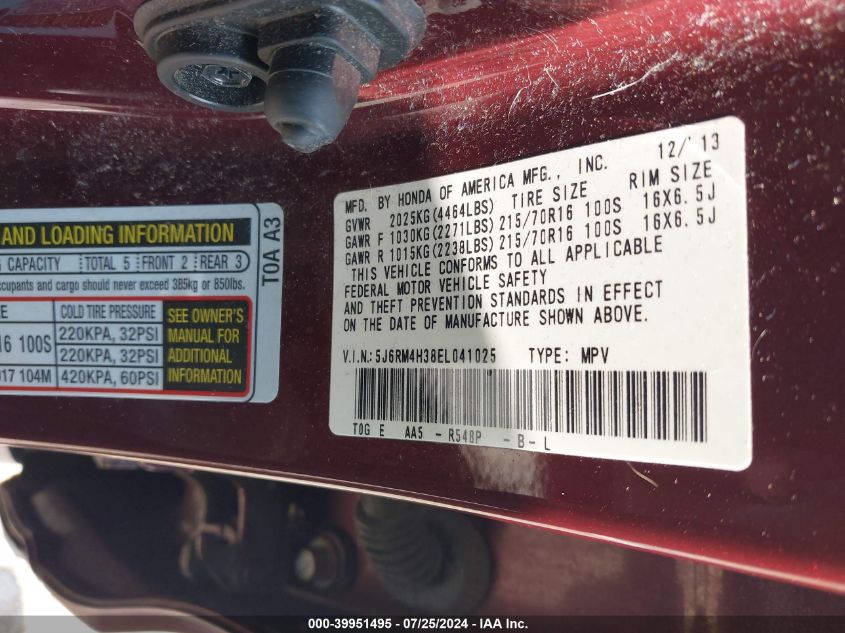 AND LOADING INFORMATION
CAPACITY TOTAL 5 FRONT 2 REAR 3
occupants and cargo should never exceed 385kg or 850lbs.
COLD TIRE PRESSURE
16 100S 220KPA, 32PSI
220KPA, 32PSI
017 104M 420KPA, 60PSI
SEE OWNER'S
MANUAL FOR
ADDITIONAL
INFORMATION
T0A A3
MFD. BY HONDA OF AMERICA MFG., INC. 12/'13
GVWR 2025KG(4464LBS) TIRE SIZE RIM SIZE
GAWR F 1030KG(2271LBS) 215/70R16 100S 16X6.5J
GAWR R 1015KG(2238LBS) 215/70R16 100S 16X6.5J
THIS VEHICLE CONFORMS TO ALL APPLICABLE
FEDERAL MOTOR VEHICLE SAFETY
AND THEFT PREVENTION STANDARDS IN EFFECT
ON THE DATE OF MANUFACTURE SHOWN ABOVE.
V.I.N.:5J6RM4H38EL041025 TYPE: MPV
T0G E AA5 - R548P - B - L
000-39951495 - 07/25/2024 - IAA Inc.